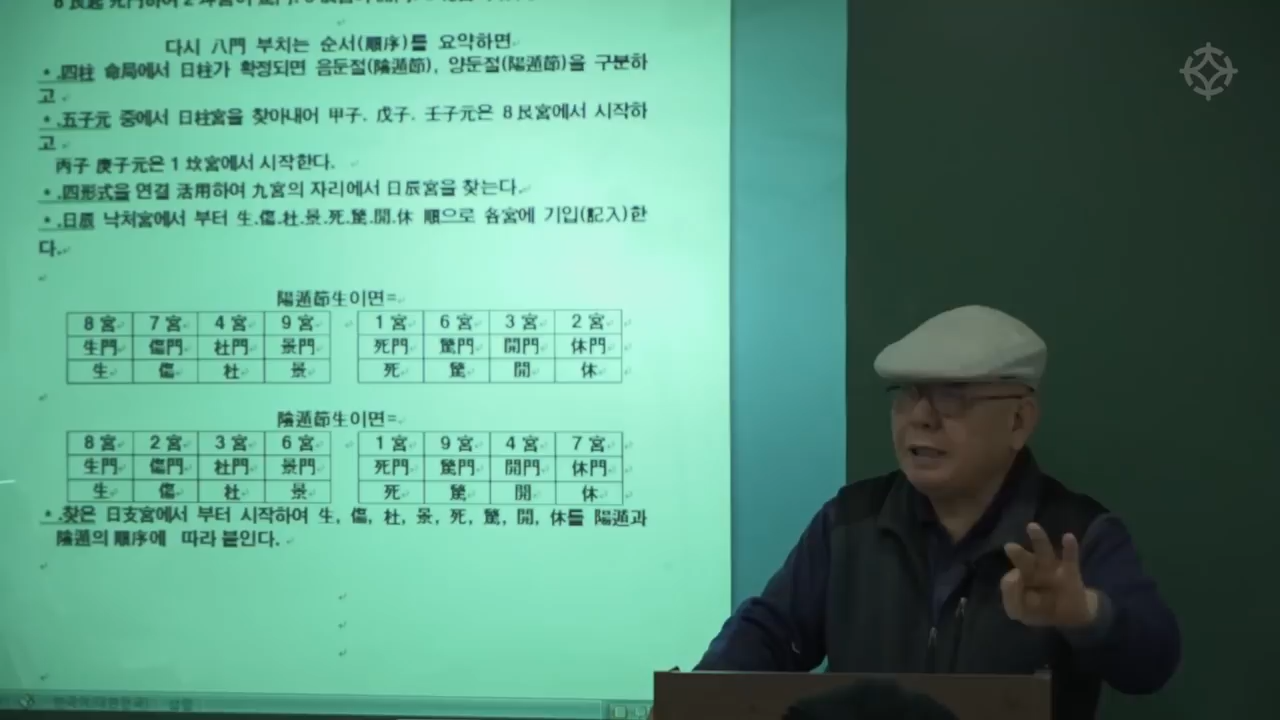 8 艮起 死門하여 2 坤宮이
다시 八門 부치는 순서(順序)를 요약하면
*.四柱 命局에서 日柱가 확정되면 음둔절(陰遁節), 양둔절(陽遁節)을 구분하
고
*.五子元 중에서 日柱宮을 찾아내어 甲子, 戊子, 壬子元은 8 艮宮에서 시작하
고
丙子 庚子元은 1 坎宮에서 시작한다.
*.四形式을 연결 活用하여 九宮의 자리에서 日辰宮을 찾는다.
*.日辰 낙처宮에서 부터 生.傷.杜.景.死.驚.開.休 順으로 各宮에 기입(記入)한
다.
陽遁節生이면=
8 宮 7 宮 4 宮 9 宮 1 宮 6 宮 3 宮 2 宮
生門 傷門 杜門 景門 死門 驚門 開門 休門
生 傷 杜 景 死 驚 開 休
陰遁節生이면=
8 宮 2 宮 3 宮 6 宮 1 宮 9 宮 4 宮 7 宮
生門 傷門 杜門 景門 死門 驚門 開門 休門
生 傷 杜 景 死 驚 開 休
*.찾은 日支宮에서 부터 시작하여 生, 傷, 杜, 景, 死, 驚, 開, 休를 陽遁과
陰遁의 順序에 따라 붙인다.